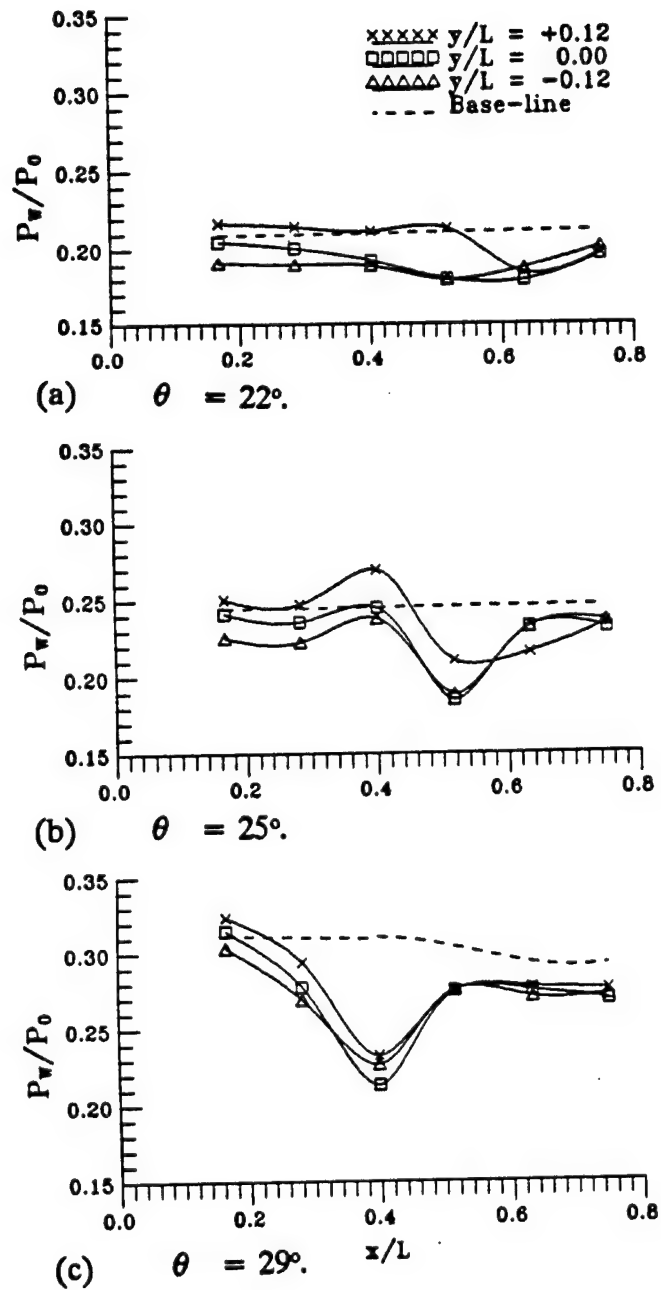 0.35
××××× y/L = +0.12
□□□□□ y/L = 0.00
△△△△△ y/L = -0.12
- - - - Base-line
0.30
0.25
0.20
0.15
P_w/P_0
0.0 0.2 0.4 0.6 0.8
(a) θ = 22°.
0.35
0.30
0.25
0.20
0.15
P_w/P_0
0.0 0.2 0.4 0.6 0.8
(b) θ = 25°.
0.35
0.30
0.25
0.20
0.15
P_w/P_0
0.0 0.2 0.4 0.6 0.8
x/L
(c) θ = 29°.